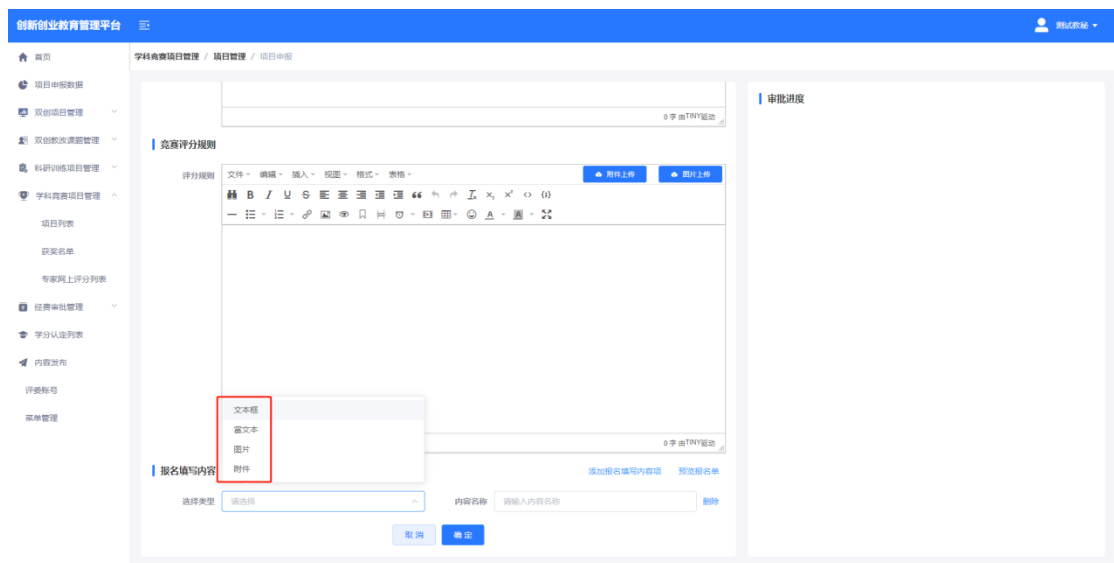 创新创业教育管理平台
测试教秘
首页
学科竞赛项目管理 / 项目管理 / 项目申报
项目申报数据
双创项目管理
双创教改课题管理
科研训练项目管理
学科竞赛项目管理
项目列表
获奖名单
专家网上评分列表
经费审批管理
学分认定列表
内容发布
评委账号
菜单管理
0 字 由TINY驱动
竞赛评分规则
评分规则 文件 编辑 插入 视图 格式 表格 附件上传 图片上传
文本框
富文本
图片
附件
0 字 由TINY驱动
报名填写内容 添加报名填写内容项 预览报名单
选择类型 请选择 内容名称 请输入内容名称 删除
取消 确定
审批进度